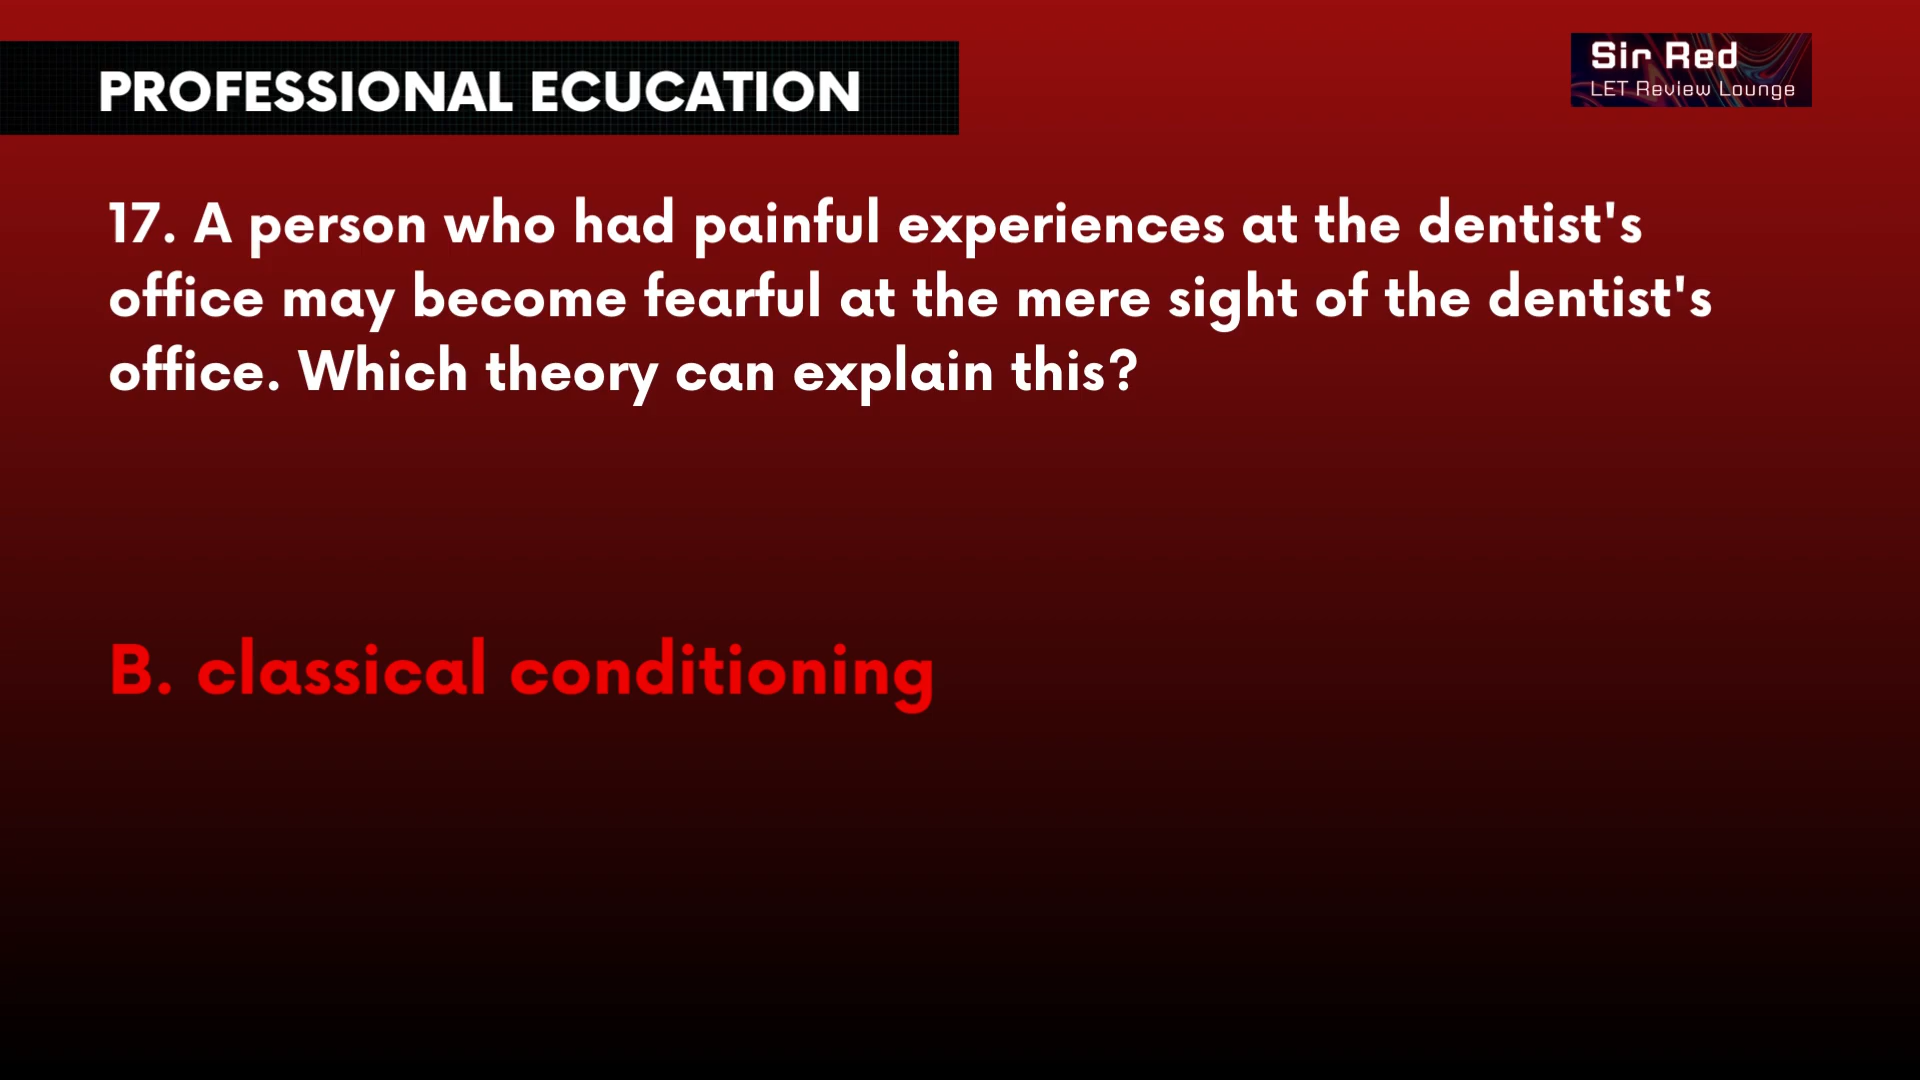 PROFESSIONAL ECUCATION
Sir Red
LET Review Lounge
17. A person who had painful experiences at the dentist's
office may become fearful at the mere sight of the dentist's
office. Which theory can explain this?
B. classical conditioning